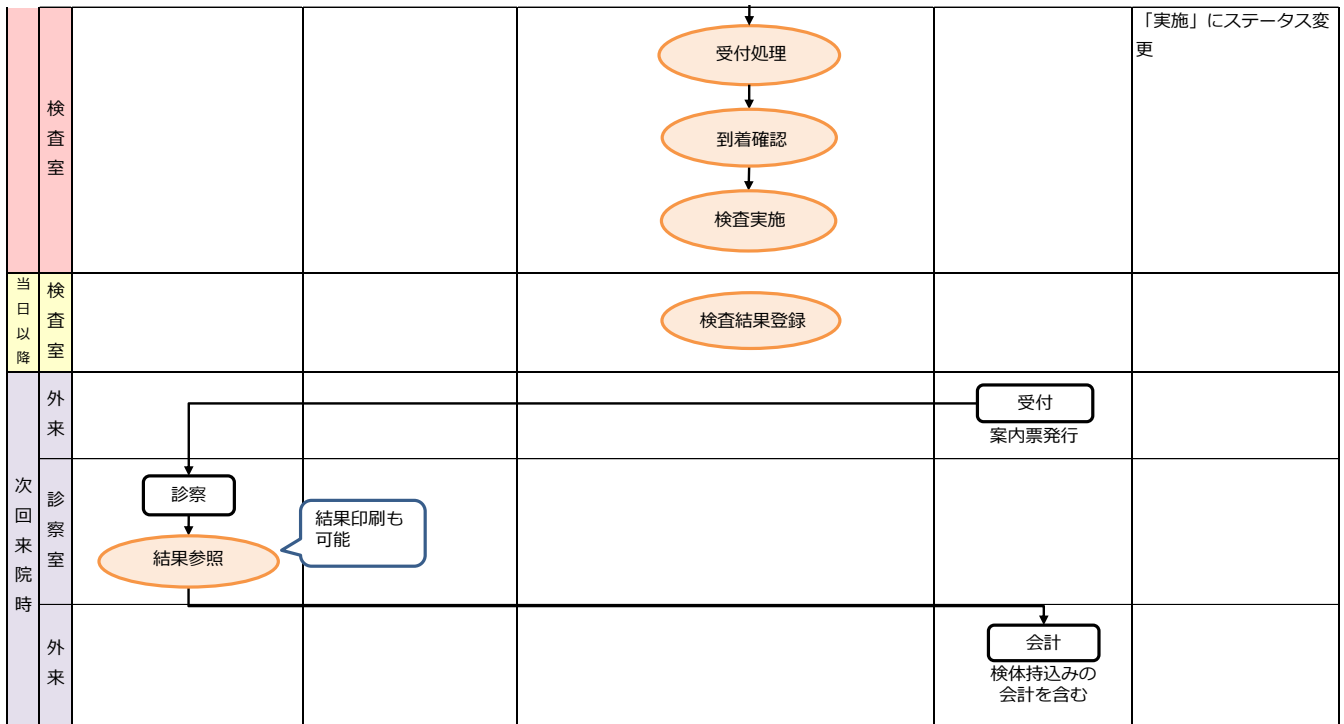 「実施」にステータス変
更
受付処理
検査室
到着確認
検査実施
当日以降
検査室
検査結果登録
次回来院時
外来
受付
案内票発行
診察室
診察
結果印刷も
可能
結果参照
外来
会計
検体持込みの
会計を含む